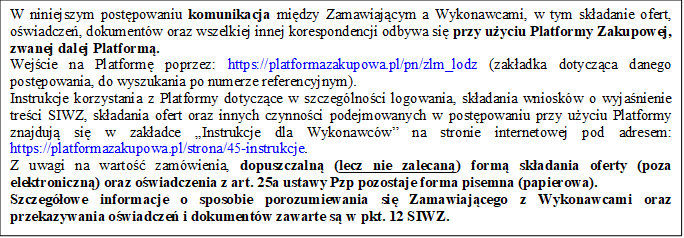 W niniejszym postępowaniu komunikacja między Zamawiającym a Wykonawcami, w tym składanie ofert,
oświadczeń, dokumentów oraz wszelkiej innej korespondencji odbywa się przy użyciu Platformy Zakupowej,
zwanej dalej Platformą.
Wejście na Platformę poprzez: https://platformazakupowa.pl/pn/zlm_lodz (zakładka dotycząca danego
postępowania, do wyszukania po numerze referencyjnym).
Instrukcje korzystania z Platformy dotyczące w szczególności logowania, składania wniosków o wyjaśnienie
treści SIWZ, składania ofert oraz innych czynności podejmowanych w postępowaniu przy użyciu Platformy
znajdują się w zakładce „Instrukcje dla Wykonawców” na stronie internetowej pod adresem:
https://platformazakupowa.pl/strona/45-instrukcje.
Z uwagi na wartość zamówienia, dopuszczalną (lecz nie zalecaną) formą składania oferty (poza
elektroniczną) oraz oświadczenia z art. 25a ustawy Pzp pozostaje forma pisemna (papierowa).
Szczegółowe informacje o sposobie porozumiewania się Zamawiającego z Wykonawcami oraz
przekazywania oświadczeń i dokumentów zawarte są w pkt. 12 SIWZ.